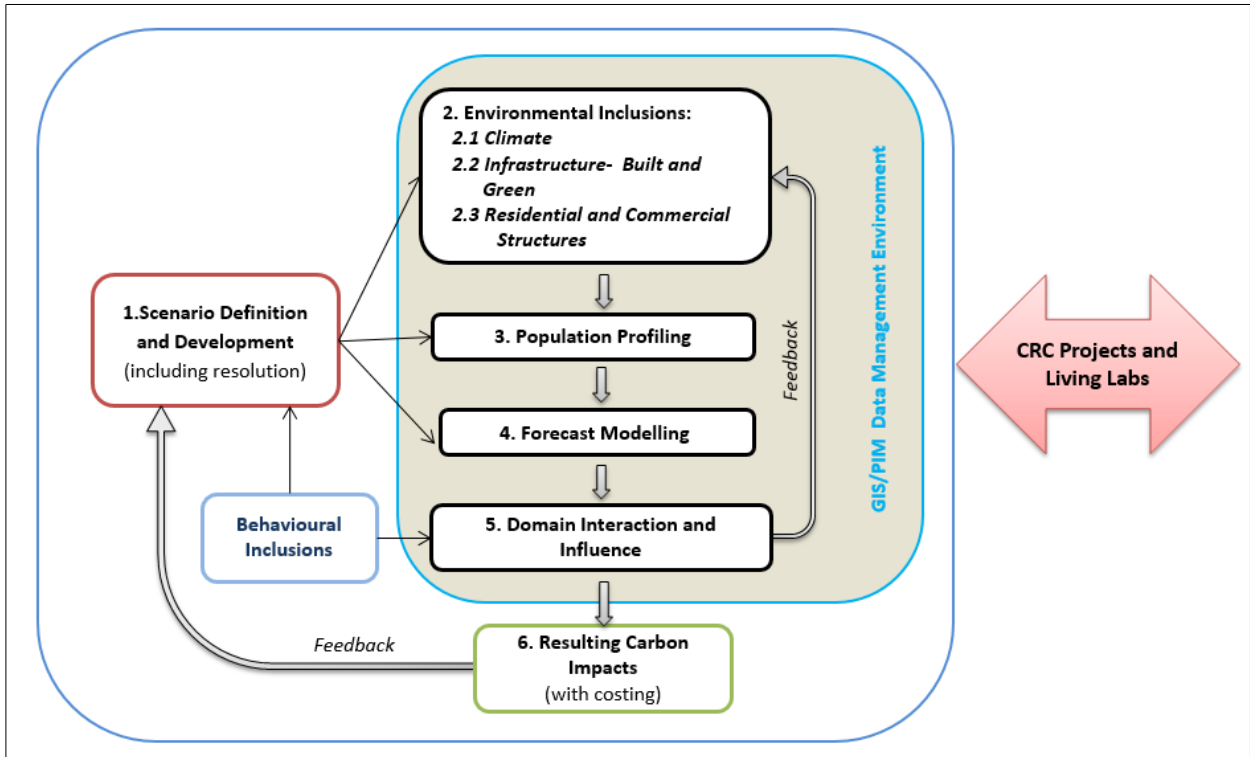 2. Environmental Inclusions:
2.1 Climate
2.2 Infrastructure- Built and
Green
2.3 Residential and Commercial
Structures
1.Scenario Definition
and Development
(including resolution)
3. Population Profiling
4. Forecast Modelling
Behavioural
Inclusions
5. Domain Interaction and
Influence
Feedback
GIS/PIM Data Management Environment
6. Resulting Carbon
Impacts
(with costing)
Feedback
CRC Projects and
Living Labs